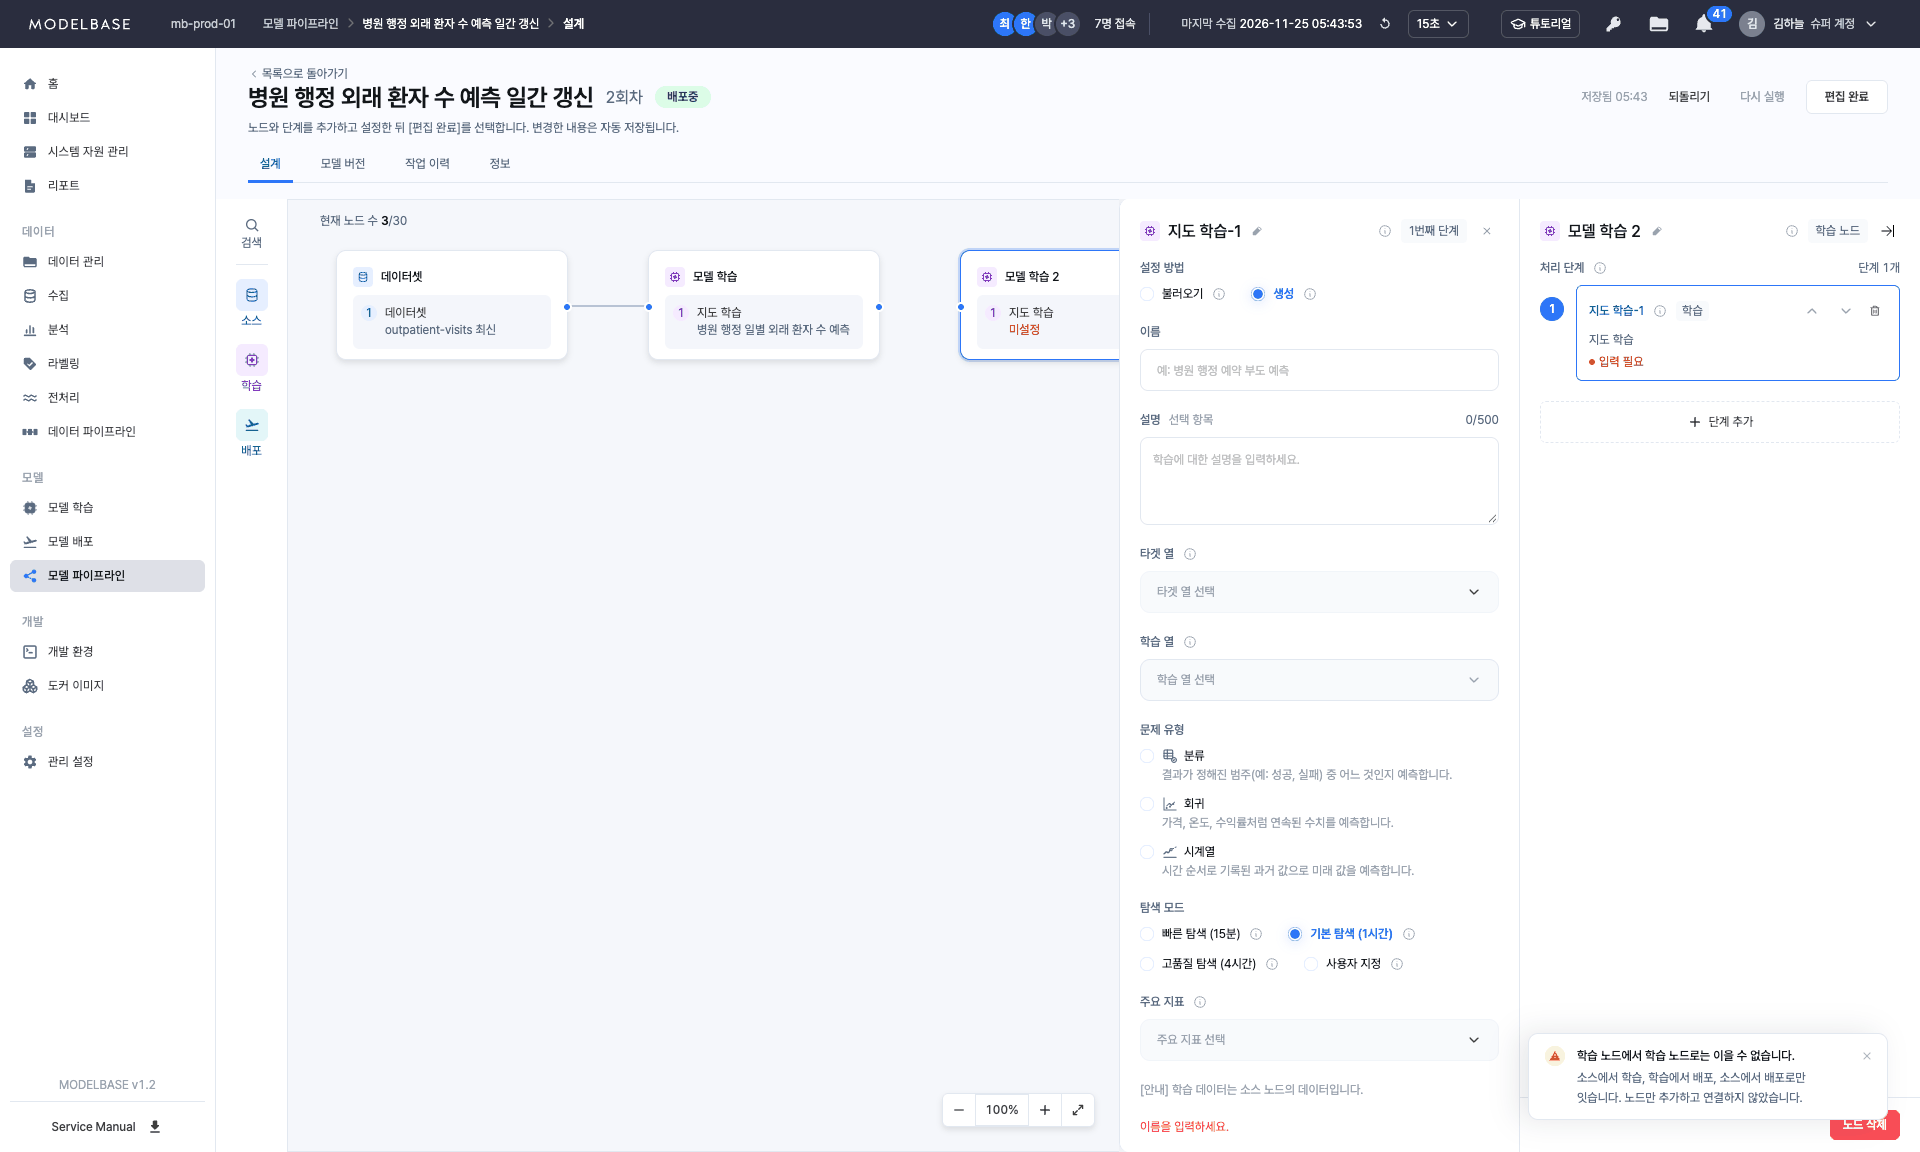 MODELBASE
mb-prod-01
모델 파이프라인
병원 행정 외래 환자 수 예측 일간 갱신
설계
최 한 박 +3
7명 접속
마지막 수집 2026-11-25 05:43:53
15초
튜토리얼
41
김 김하늘 슈퍼 계정
홈
대시보드
시스템 자원 관리
리포트
데이터
데이터 관리
수집
분석
라벨링
전처리
데이터 파이프라인
모델
모델 학습
모델 배포
모델 파이프라인
개발
개발 환경
도커 이미지
설정
관리 설정
MODELBASE v1.2
Service Manual
목록으로 돌아가기
병원 행정 외래 환자 수 예측 일간 갱신 2회차 배포중
노드와 단계를 추가하고 설정한 뒤 [편집 완료]를 선택합니다. 변경한 내용은 자동 저장됩니다.
저장됨 05:43
되돌리기
다시 실행
편집 완료
설계
모델 버전
작업 이력
정보
검색
소스
학습
배포
현재 노드 수 3/30
데이터셋
1 데이터셋
outpatient-visits 최신
모델 학습
1 지도 학습
병원 행정 일별 외래 환자 수 예측
모델 학습 2
1 지도 학습
미설정
100%
지도 학습-1
1번째 단계
설정 방법
불러오기
생성
이름
예: 병원 행정 예약 부도 예측
설명 선택 항목
0/500
학습에 대한 설명을 입력하세요.
타겟 열
타겟 열 선택
학습 열
학습 열 선택
문제 유형
분류
결과가 정해진 범주(예: 성공, 실패) 중 어느 것인지 예측합니다.
회귀
가격, 온도, 수익률처럼 연속된 수치를 예측합니다.
시계열
시간 순서로 기록된 과거 값으로 미래 값을 예측합니다.
탐색 모드
빠른 탐색 (15분)
기본 탐색 (1시간)
고품질 탐색 (4시간)
사용자 지정
주요 지표
주요 지표 선택
[안내] 학습 데이터는 소스 노드의 데이터입니다.
이름을 입력하세요.
모델 학습 2
학습 노드
처리 단계
단계 1개
1
지도 학습-1
학습
지도 학습
입력 필요
단계 추가
학습 노드에서 학습 노드로는 이을 수 없습니다.
소스에서 학습, 학습에서 배포, 소스에서 배포로만
잇습니다. 노드만 추가하고 연결하지 않았습니다.
노드 삭제